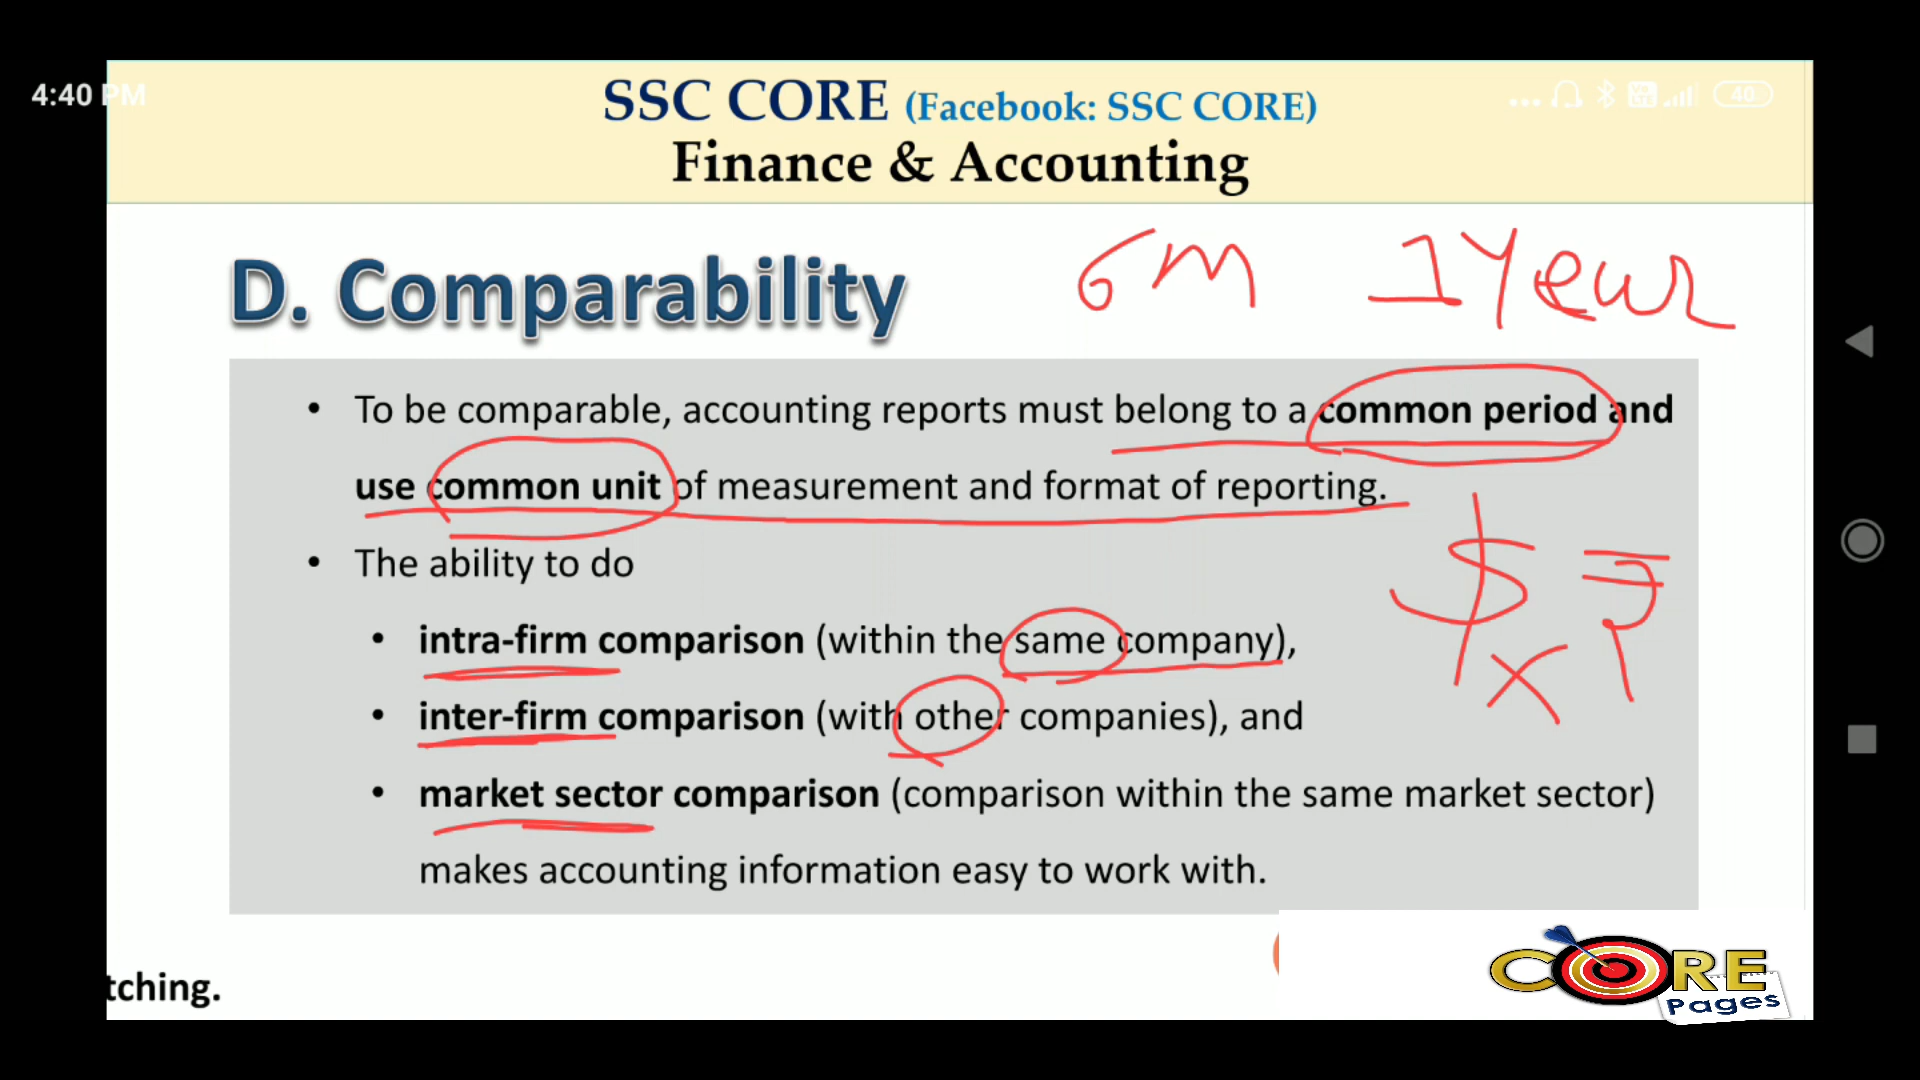 4:40 PM
SSC CORE (Facebook: SSC CORE)
40
Finance & Accounting
D. Comparability
6M 1Year
• To be comparable, accounting reports must belong to a common period and
use common unit of measurement and format of reporting.
$ ₹
• The ability to do
• intra-firm comparison (within the same company),
x
• inter-firm comparison (with other companies), and
• market sector comparison (comparison within the same market sector)
makes accounting information easy to work with.
tching.
CORE
Pages